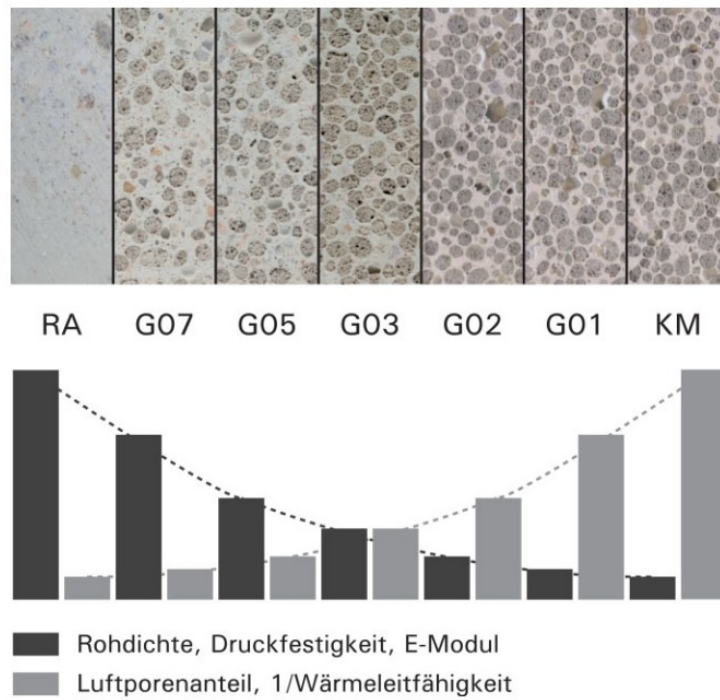 RA G07 G05 G03 G02 G01 KM
Rohdichte, Druckfestigkeit, E-Modul
Luftporenanteil, 1/Wärmeleitfähigkeit